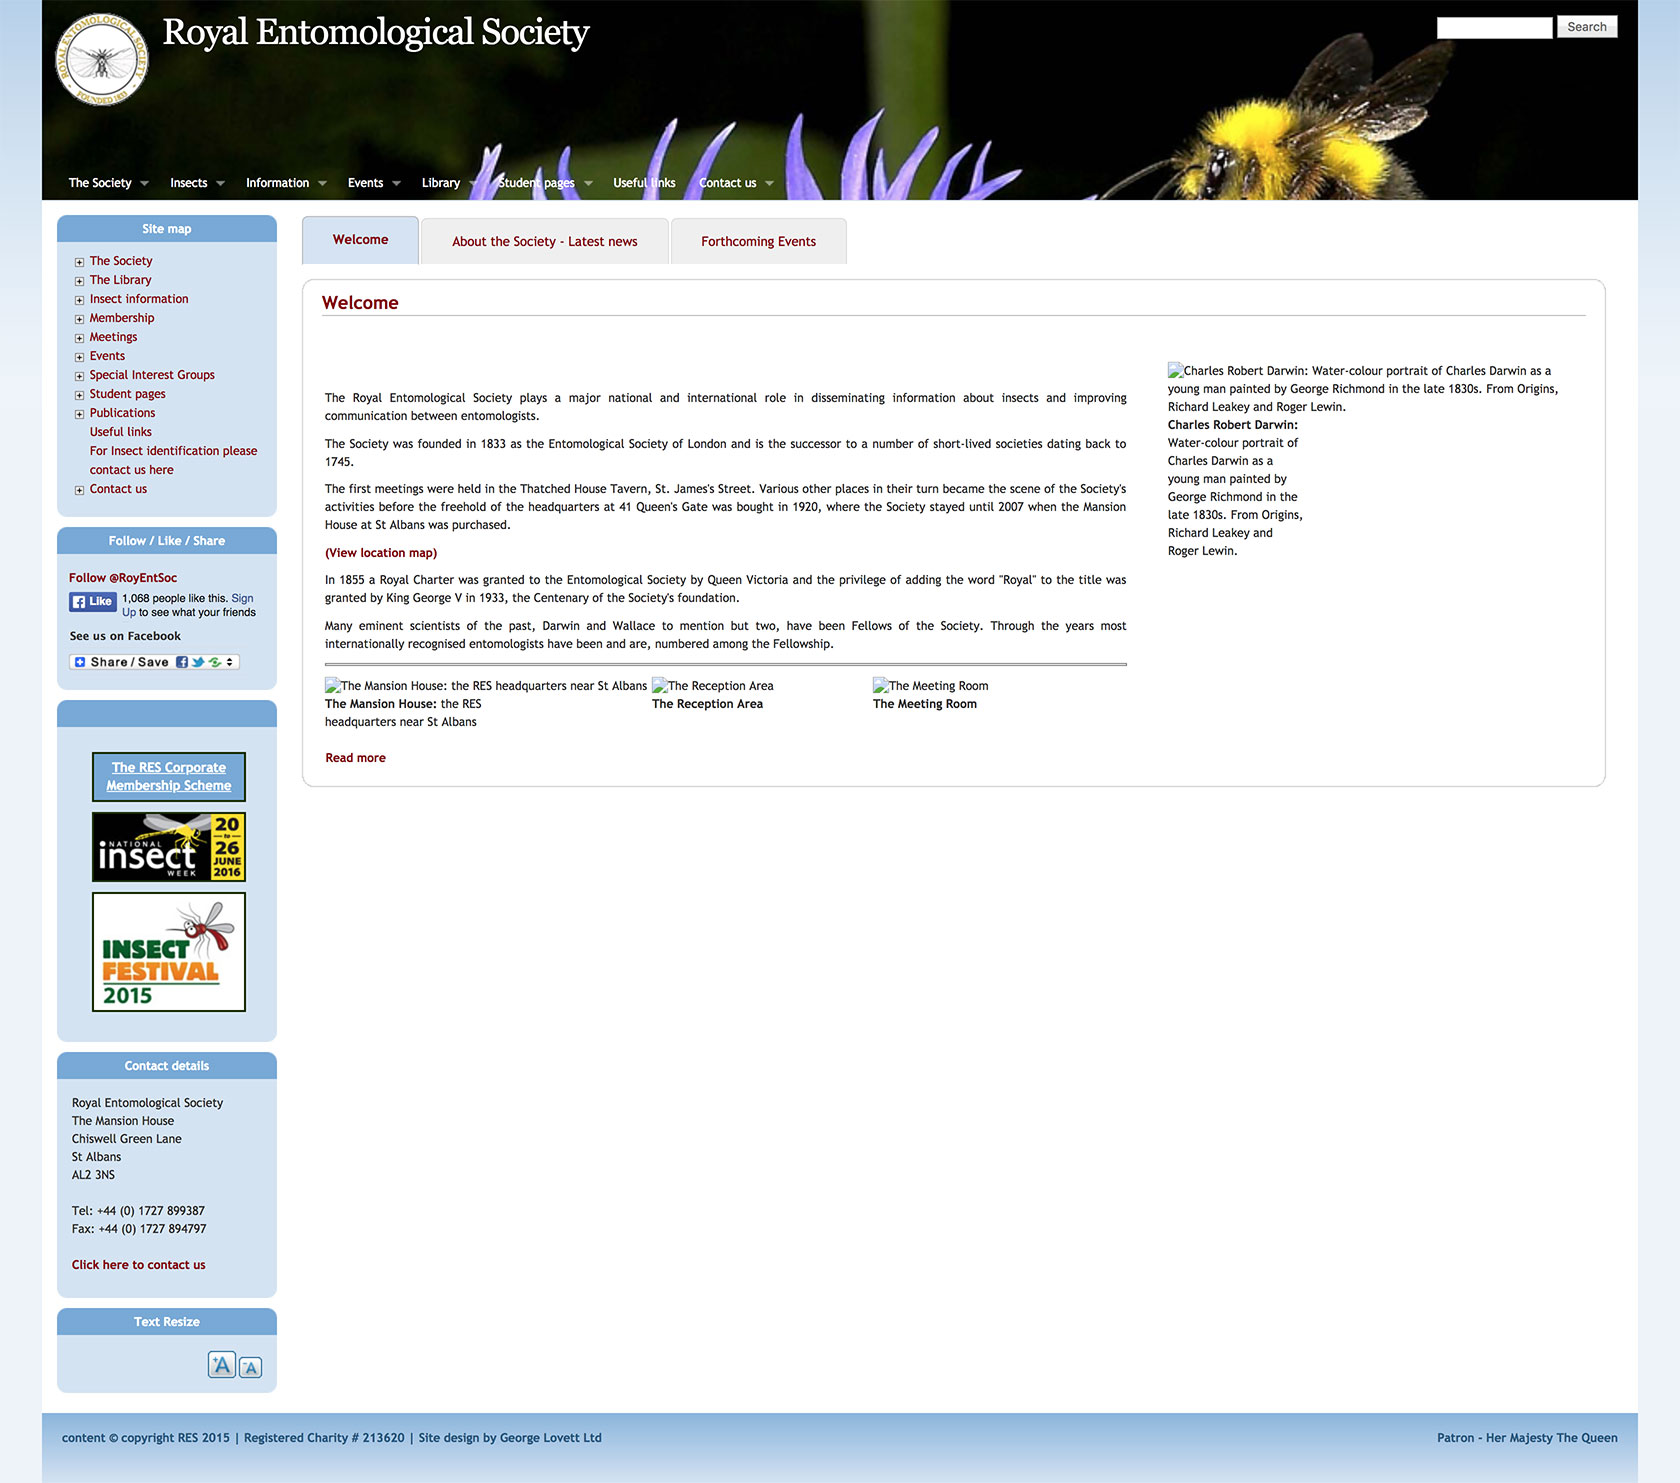 ROYAL ENTOMOLOGICAL SOCIETY
FOUNDED 1833
Royal Entomological Society
Search
The Society
Insects
Information
Events
Library
Student pages
Useful links
Contact us
Site map
The Society
The Library
Insect information
Membership
Meetings
Events
Special Interest Groups
Student pages
Publications
Useful links
For Insect identification please
contact us here
Contact us
Follow / Like / Share
Follow @RoyEntSoc
Like
1,068 people like this. Sign
Up to see what your friends
See us on Facebook
Share / Save
The RES Corporate
Membership Scheme
NATIONAL
insect
WEEK
20
to
26
JUNE
2016
INSECT
FESTIVAL
2015
Contact details
Royal Entomological Society
The Mansion House
Chiswell Green Lane
St Albans
AL2 3NS
Tel: +44 (0) 1727 899387
Fax: +44 (0) 1727 894797
Click here to contact us
Text Resize
+A
-A
Welcome
About the Society - Latest news
Forthcoming Events
Welcome
The Royal Entomological Society plays a major national and international role in disseminating information about insects and improving
communication between entomologists.
The Society was founded in 1833 as the Entomological Society of London and is the successor to a number of short-lived societies dating back to
1745.
The first meetings were held in the Thatched House Tavern, St. James's Street. Various other places in their turn became the scene of the Society's
activities before the freehold of the headquarters at 41 Queen's Gate was bought in 1920, where the Society stayed until 2007 when the Mansion
House at St Albans was purchased.
(View location map)
In 1855 a Royal Charter was granted to the Entomological Society by Queen Victoria and the privilege of adding the word "Royal" to the title was
granted by King George V in 1933, the Centenary of the Society's foundation.
Many eminent scientists of the past, Darwin and Wallace to mention but two, have been Fellows of the Society. Through the years most
internationally recognised entomologists have been and are, numbered among the Fellowship.
The Mansion House: the RES headquarters near St Albans
The Mansion House: the RES
headquarters near St Albans
The Reception Area
The Reception Area
The Meeting Room
The Meeting Room
Read more
Charles Robert Darwin: Water-colour portrait of Charles Darwin as a
young man painted by George Richmond in the late 1830s. From Origins,
Richard Leakey and Roger Lewin.
Charles Robert Darwin:
Water-colour portrait of
Charles Darwin as a
young man painted by
George Richmond in the
late 1830s. From Origins,
Richard Leakey and
Roger Lewin.
content © copyright RES 2015 | Registered Charity # 213620 | Site design by George Lovett Ltd
Patron - Her Majesty The Queen